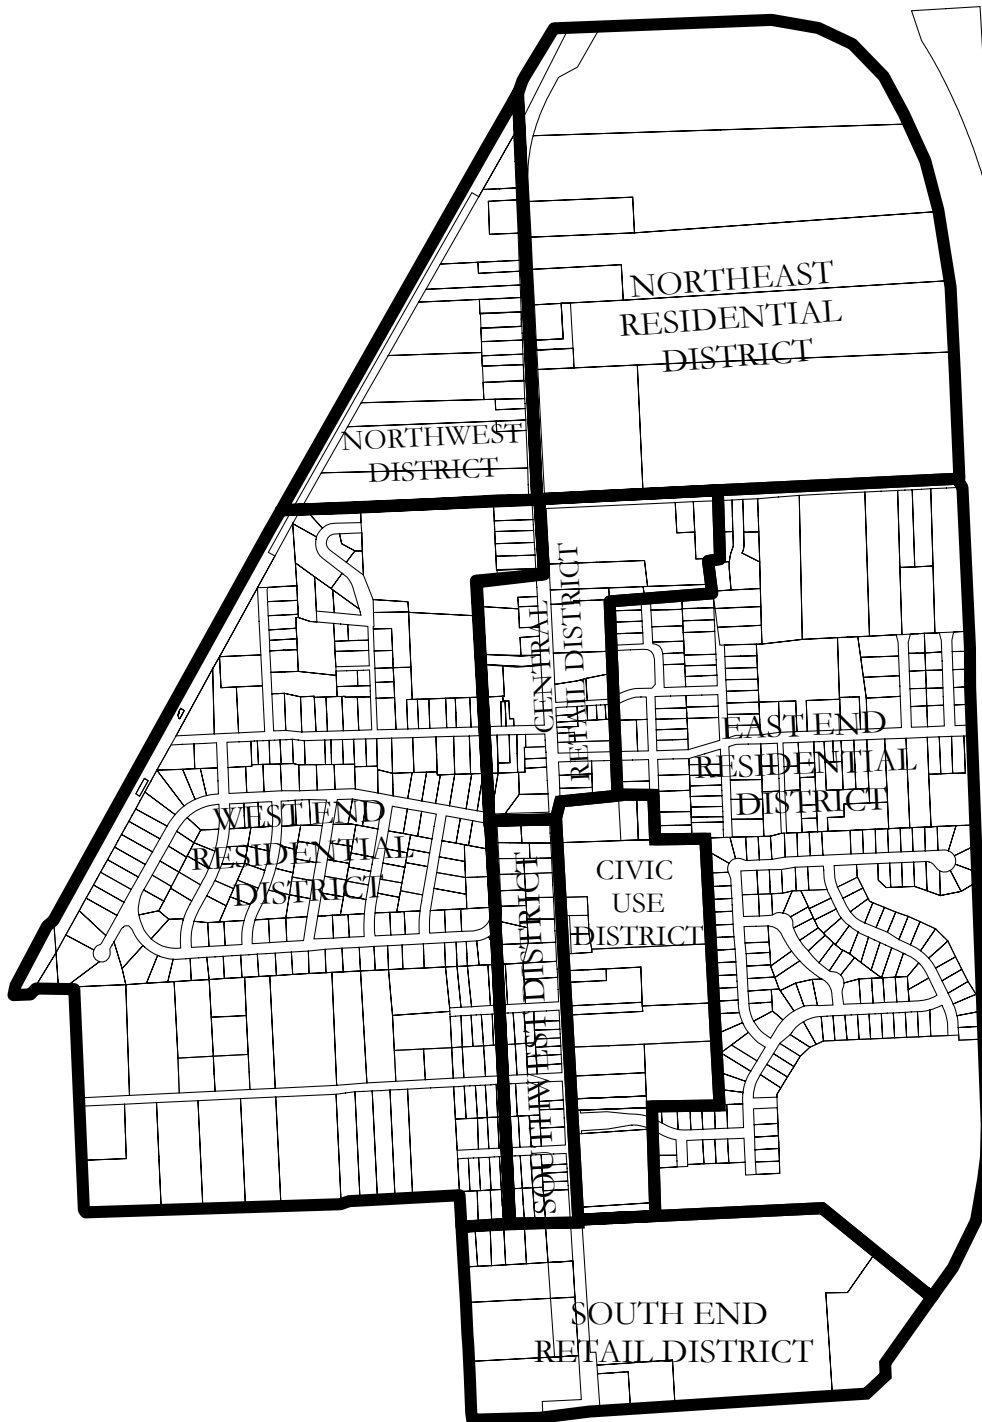 NORTHEAST
RESIDENTIAL
DISTRICT
NORTHWEST
DISTRICT
CENTRAL
RETAIL DISTRICT
EAST END
RESIDENTIAL
DISTRICT
WEST END
RESIDENTIAL
DISTRICT
CIVIC
USE
DISTRICT
SOUTHWEST DISTRICT
SOUTH END
RETAIL DISTRICT